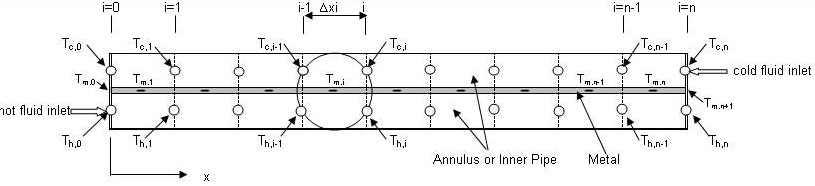 i=0 i=1 i-1 Δxi i i=n-1 i=n
Tc,0 Tc,1 Tc,i-1 Tc,i Tc,n-1 Tc,n
cold fluid inlet
Tm,0 Tm,1 Tm,i Tm,n-1 Tm,n
Tm,n+1
hot fluid inlet
Th,0 Th,1 Th,i-1 Th,i Th,n-1 Th,n
Annulus or Inner Pipe Metal
x